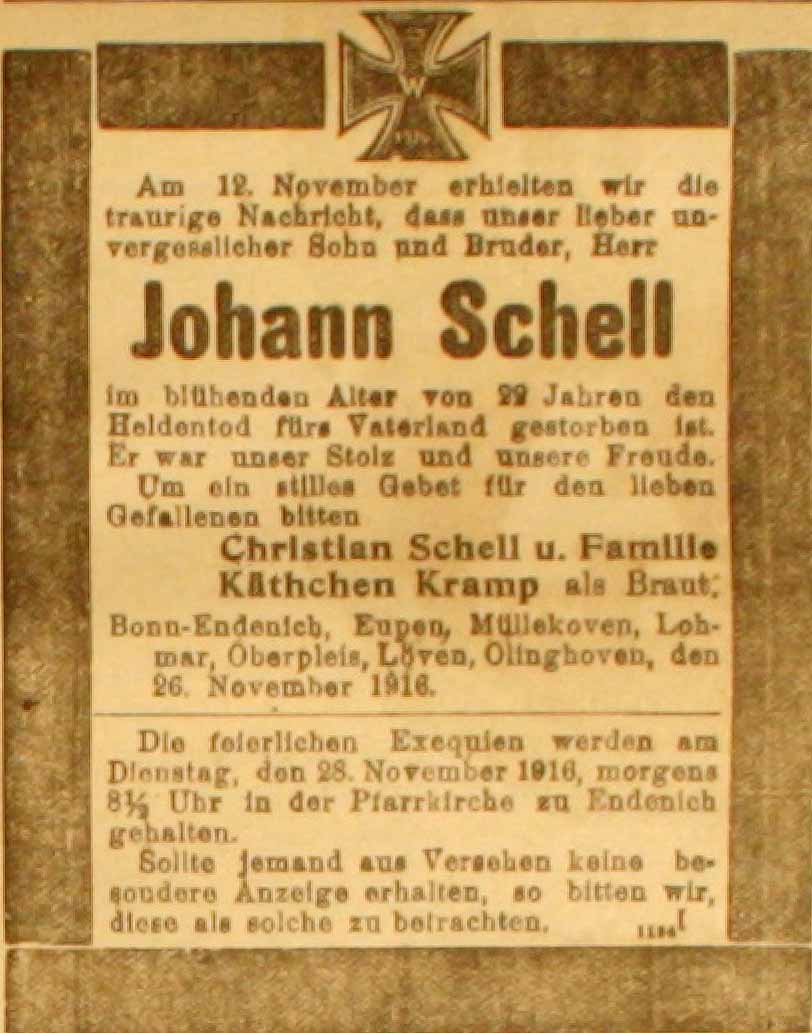 W
Am 12. November erhielten wir die
traurige Nachricht, dass unser lieber un-
vergesslicher Sohn und Bruder, Herr
Johann Schell
im blühenden Alter von 22 Jahren den
Heldentod fürs Vaterland gestorben ist.
Er war unser Stolz und unsere Freude.
Um ein stilles Gebet für den lieben
Gefallenen bitten
Christian Schell u. Familie
Käthchen Kramp als Braut.
Bonn-Endenich, Eupen, Müllekoven, Loh-
mar, Oberpleis, Löven, Olinghoven, den
26. November 1916.
Die feierlichen Exequien werden am
Dienstag, den 28. November 1916, morgens
8½ Uhr in der Pfarrkirche zu Endenich
gehalten.
Sollte jemand aus Versehen keine be-
sondere Anzeige erhalten, so bitten wir,
diese als solche zu betrachten.